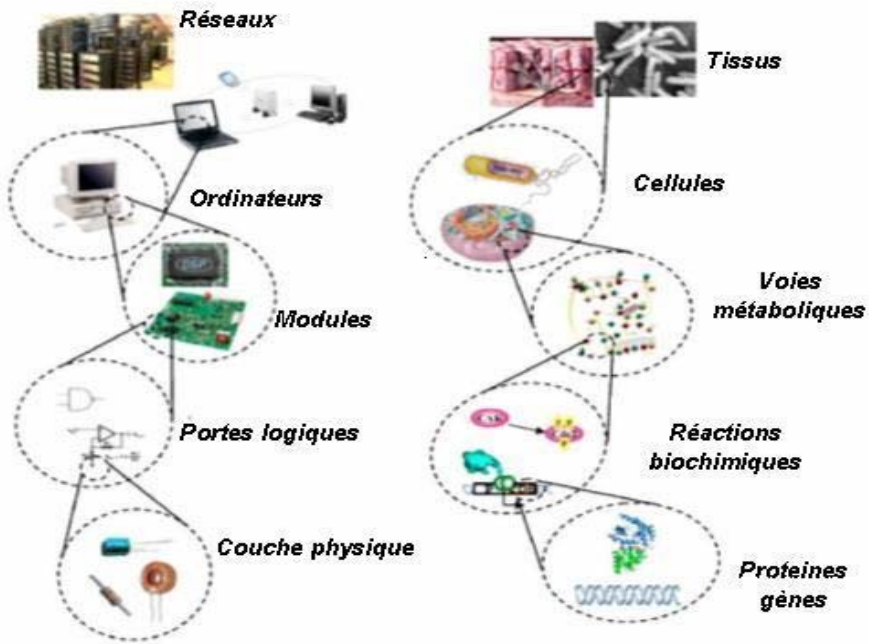 Réseaux
Ordinateurs
Modules
Portes logiques
Couche physique
Tissus
Cellules
Voies
métaboliques
Réactions
biochimiques
Proteines
gènes